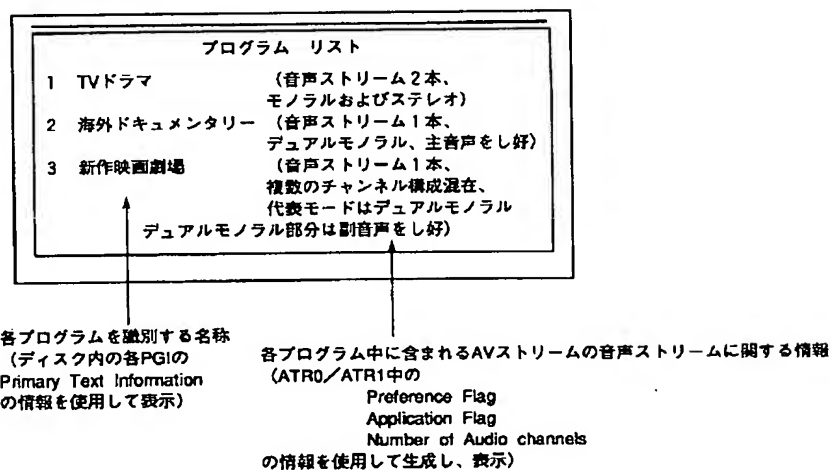 プログラム リスト
1 TVドラマ (音声ストリーム2本、
モノラルおよびステレオ)
2 海外ドキュメンタリー (音声ストリーム1本、
デュアルモノラル、主音声をし好)
3 新作映画劇場 (音声ストリーム1本、
複数のチャンネル構成混在、
代表モードはデュアルモノラル
デュアルモノラル部分は副音声をし好)
各プログラムを識別する名称
(ディスク内の各PGIの
Primary Text Information
の情報を使用して表示)
各プログラム中に含まれるAVストリームの音声ストリームに関する情報
(ATR0/ATR1中の
Preference Flag
Application Flag
Number of Audio channels
の情報を使用して生成し、表示)